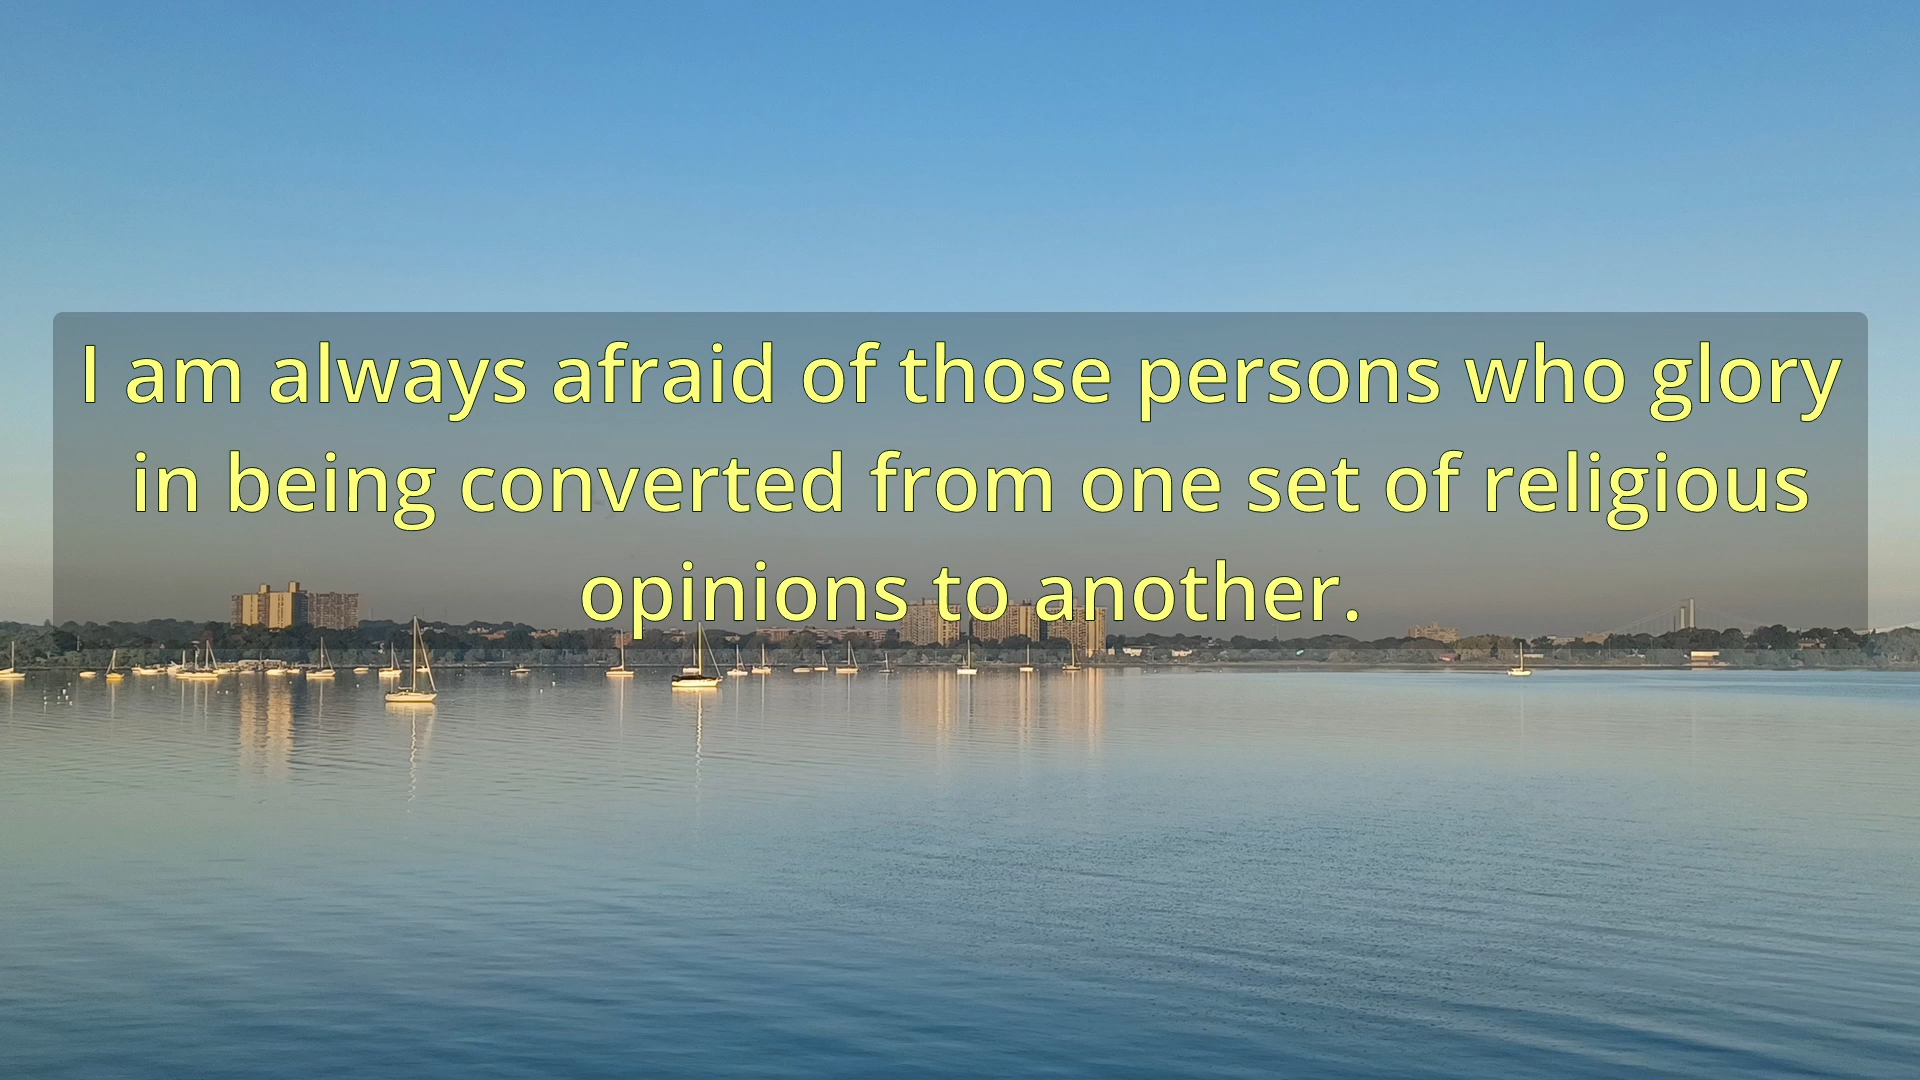 I am always afraid of those persons who glory
in being converted from one set of religious
opinions to another.